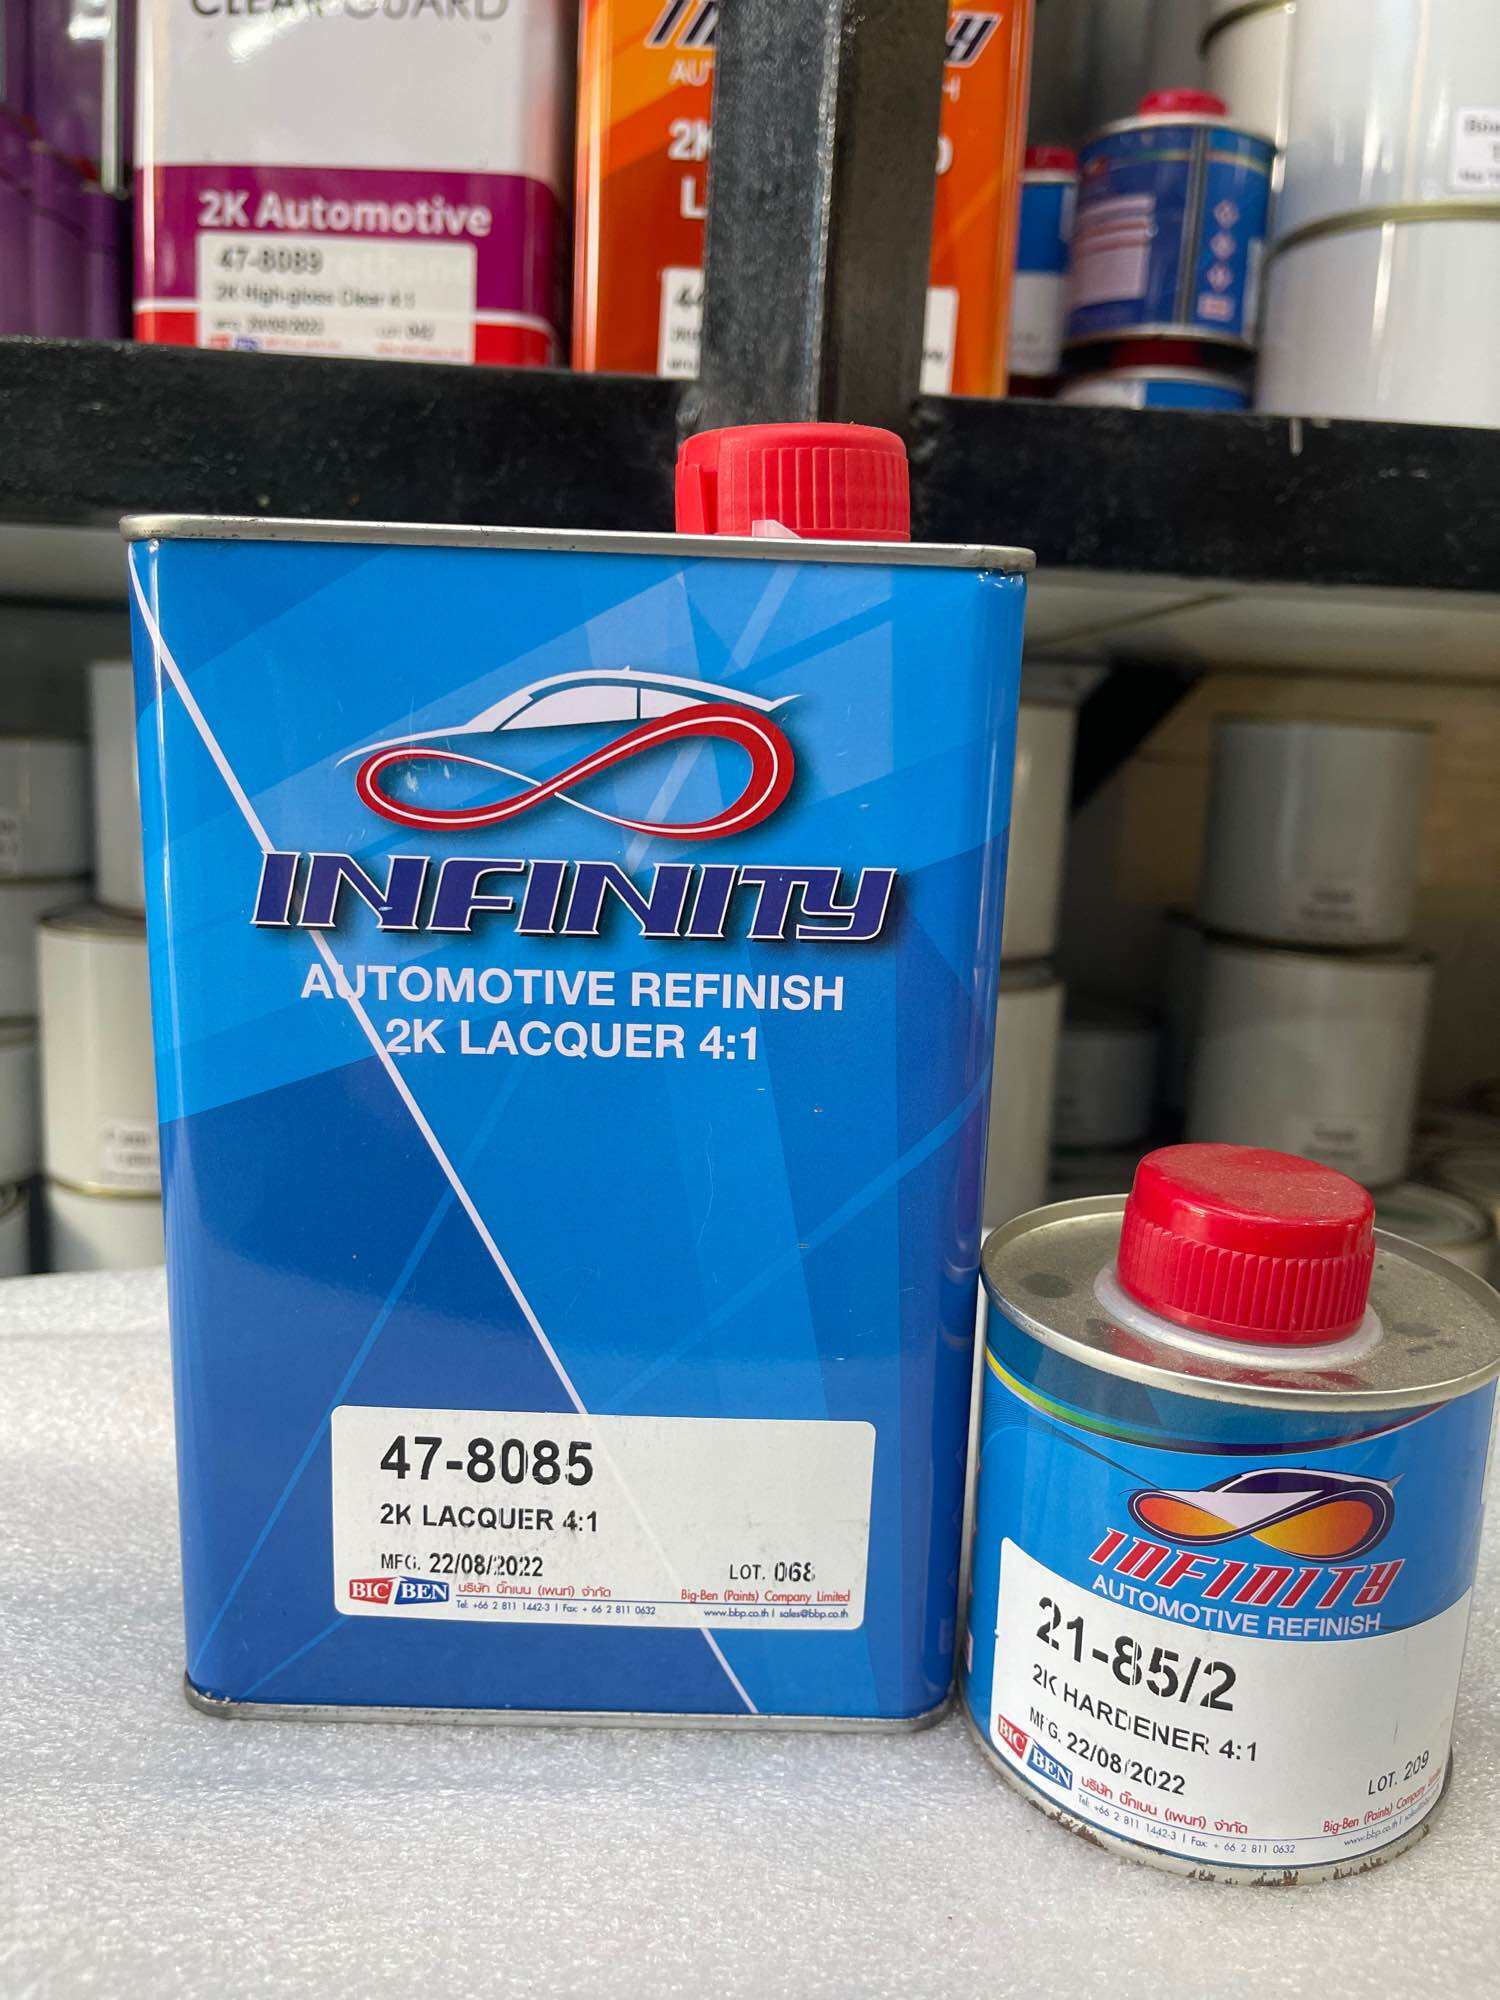 CLEAR GUARD
2K Automotive
47-8089
2K High-gloss Clear 4:1
AUT
2K
INFINITY
AUTOMOTIVE REFINISH
2K LACQUER 4:1
47-8085
2K LACQUER 4:1
MFG. 22/08/2022 LOT. 068
BIG BEN บริษัท บิ๊กเบน (เพนท์) จำกัด Big-Ben (Paints) Company Limited
Tel: +66 2 811 1442-3 | Fax: + 66 2 811 0632 www.bbp.co.th | sales@bbp.co.th
INFINITY
AUTOMOTIVE REFINISH
21-85/2
2K HARDENER 4:1
MFG. 22/08/2022 LOT. 209
BIG BEN บริษัท บิ๊กเบน (เพนท์) จำกัด Big-Ben (Paints) Company
Tel: +66 2 811 1442-3 | Fax: + 66 2 811 0632 www.bbp.co.th